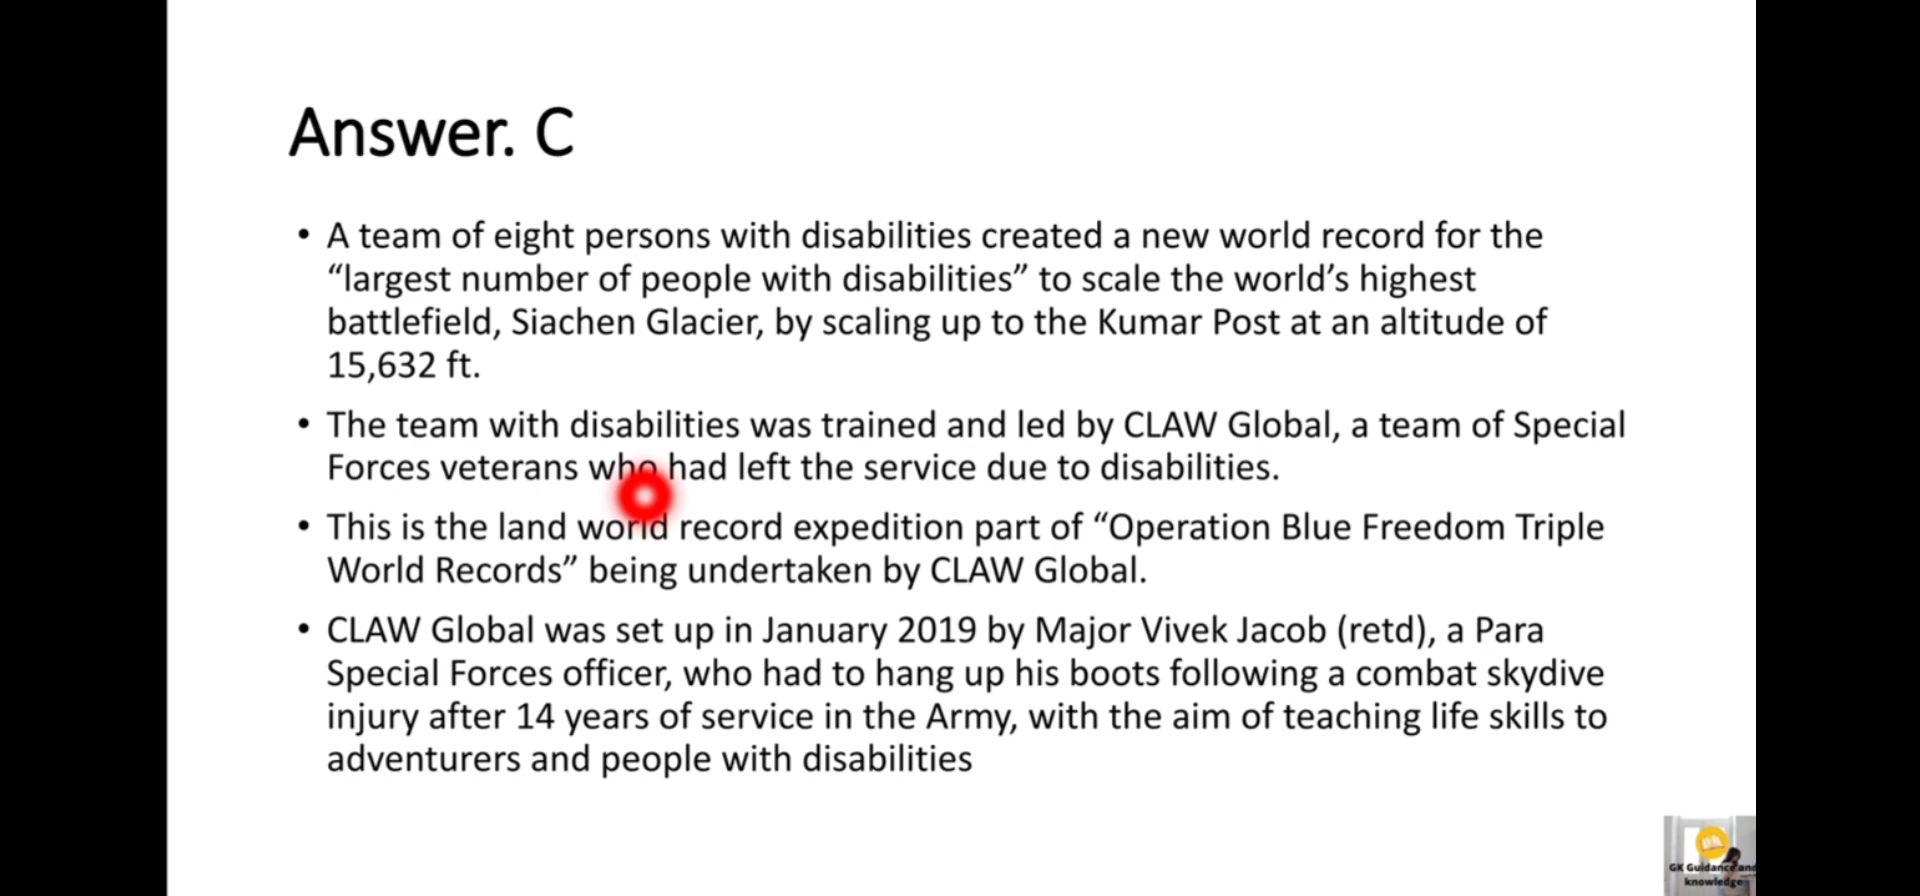 Answer. C
• A team of eight persons with disabilities created a new world record for the
“largest number of people with disabilities” to scale the world’s highest
battlefield, Siachen Glacier, by scaling up to the Kumar Post at an altitude of
15,632 ft.
• The team with disabilities was trained and led by CLAW Global, a team of Special
Forces veterans who had left the service due to disabilities.
• This is the land world record expedition part of “Operation Blue Freedom Triple
World Records” being undertaken by CLAW Global.
• CLAW Global was set up in January 2019 by Major Vivek Jacob (retd), a Para
Special Forces officer, who had to hang up his boots following a combat skydive
injury after 14 years of service in the Army, with the aim of teaching life skills to
adventurers and people with disabilities
GK Guidance and
knowledge